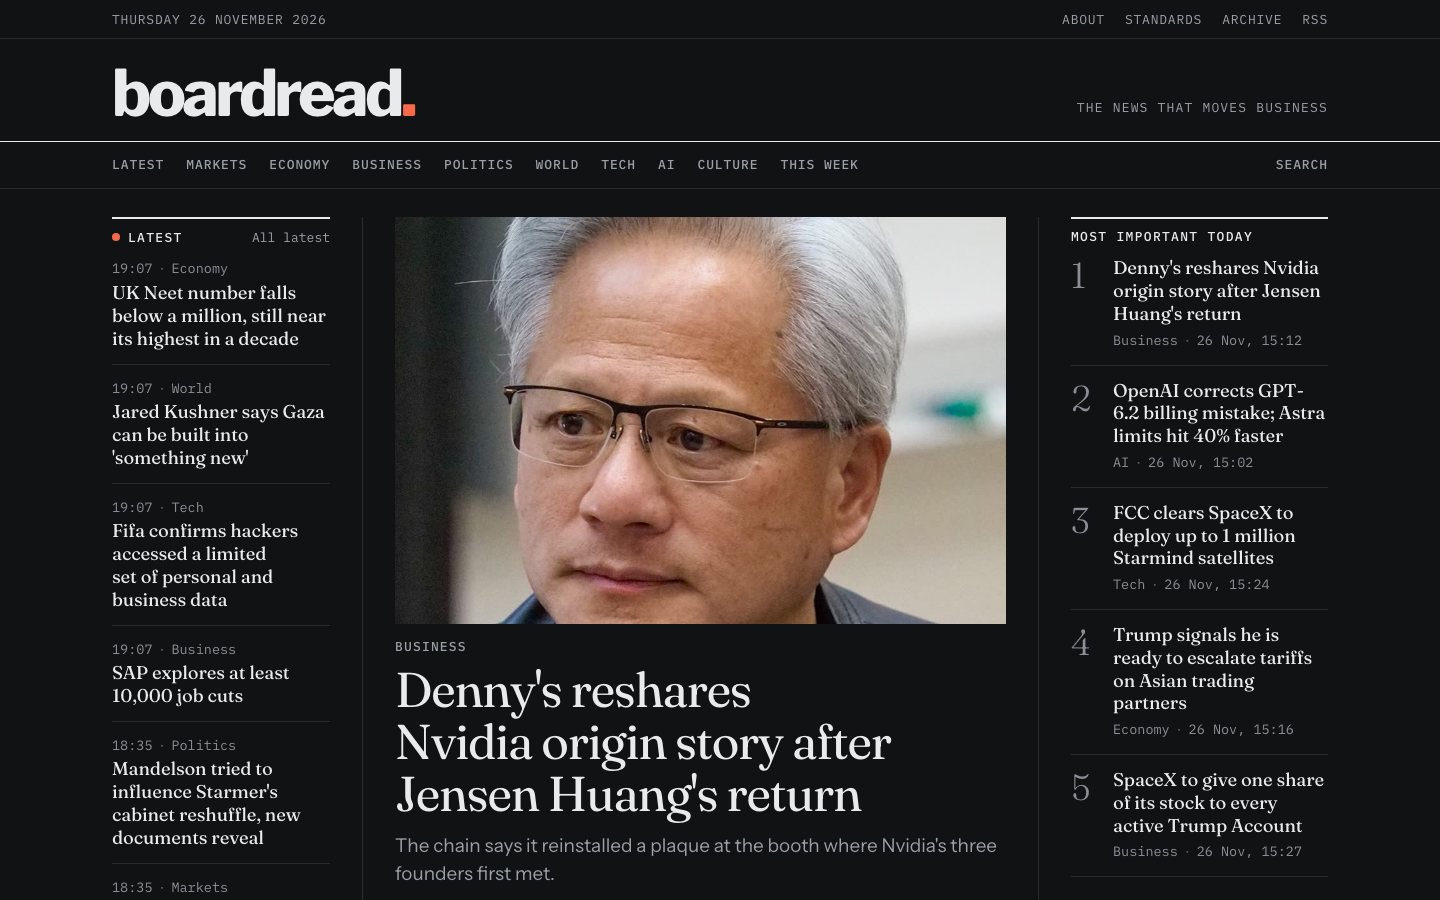 THURSDAY 26 NOVEMBER 2026
ABOUT STANDARDS ARCHIVE RSS
boardread.
THE NEWS THAT MOVES BUSINESS
LATEST MARKETS ECONOMY BUSINESS POLITICS WORLD TECH AI CULTURE THIS WEEK SEARCH
LATEST All latest
19:07 · Economy
UK Neet number falls
below a million, still near
its highest in a decade
19:07 · World
Jared Kushner says Gaza
can be built into
'something new'
19:07 · Tech
Fifa confirms hackers
accessed a limited
set of personal and
business data
19:07 · Business
SAP explores at least
10,000 job cuts
18:35 · Politics
Mandelson tried to
influence Starmer's
cabinet reshuffle, new
documents reveal
18:35 · Markets
BUSINESS
Denny's reshares
Nvidia origin story after
Jensen Huang's return
The chain says it reinstalled a plaque at the booth where Nvidia's three
founders first met.
MOST IMPORTANT TODAY
1 Denny's reshares Nvidia
origin story after Jensen
Huang's return
Business · 26 Nov, 15:12
2 OpenAI corrects GPT-
6.2 billing mistake; Astra
limits hit 40% faster
AI · 26 Nov, 15:02
3 FCC clears SpaceX to
deploy up to 1 million
Starmind satellites
Tech · 26 Nov, 15:24
4 Trump signals he is
ready to escalate tariffs
on Asian trading
partners
Economy · 26 Nov, 15:16
5 SpaceX to give one share
of its stock to every
active Trump Account
Business · 26 Nov, 15:27